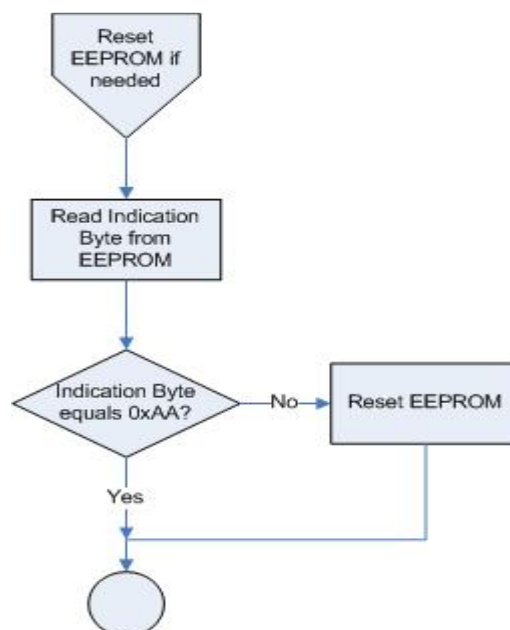 Reset
EEPROM if
needed
Read Indication
Byte from
EEPROM
Indication Byte
equals 0xAA?
No
Reset EEPROM
Yes